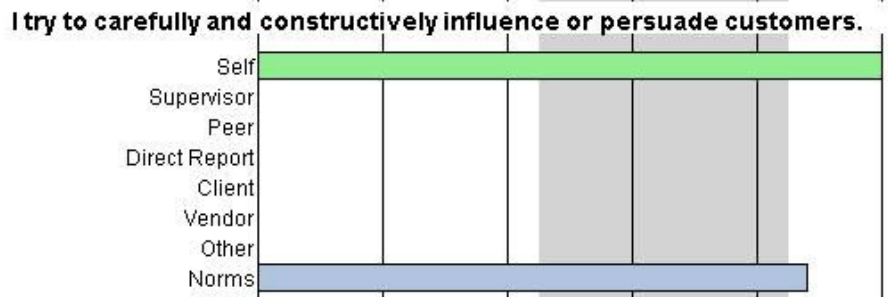 I try to carefully and constructively influence or persuade customers.
Self
Supervisor
Peer
Direct Report
Client
Vendor
Other
Norms